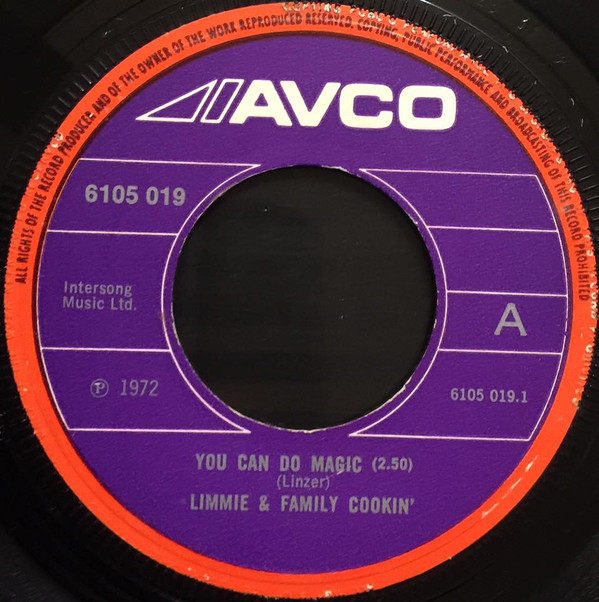 ALL RIGHTS OF THE RECORD PRODUCER AND OF THE OWNER OF THE WORK REPRODUCED RESERVED. COPYING, PUBLIC PERFORMANCE AND BROADCASTING OF THIS RECORD PROHIBITED
AVCO
6105 019
Intersong
Music Ltd.
A
℗ 1972
6105 019.1
YOU CAN DO MAGIC (2.50)
(Linzer)
LIMMIE & FAMILY COOKIN'